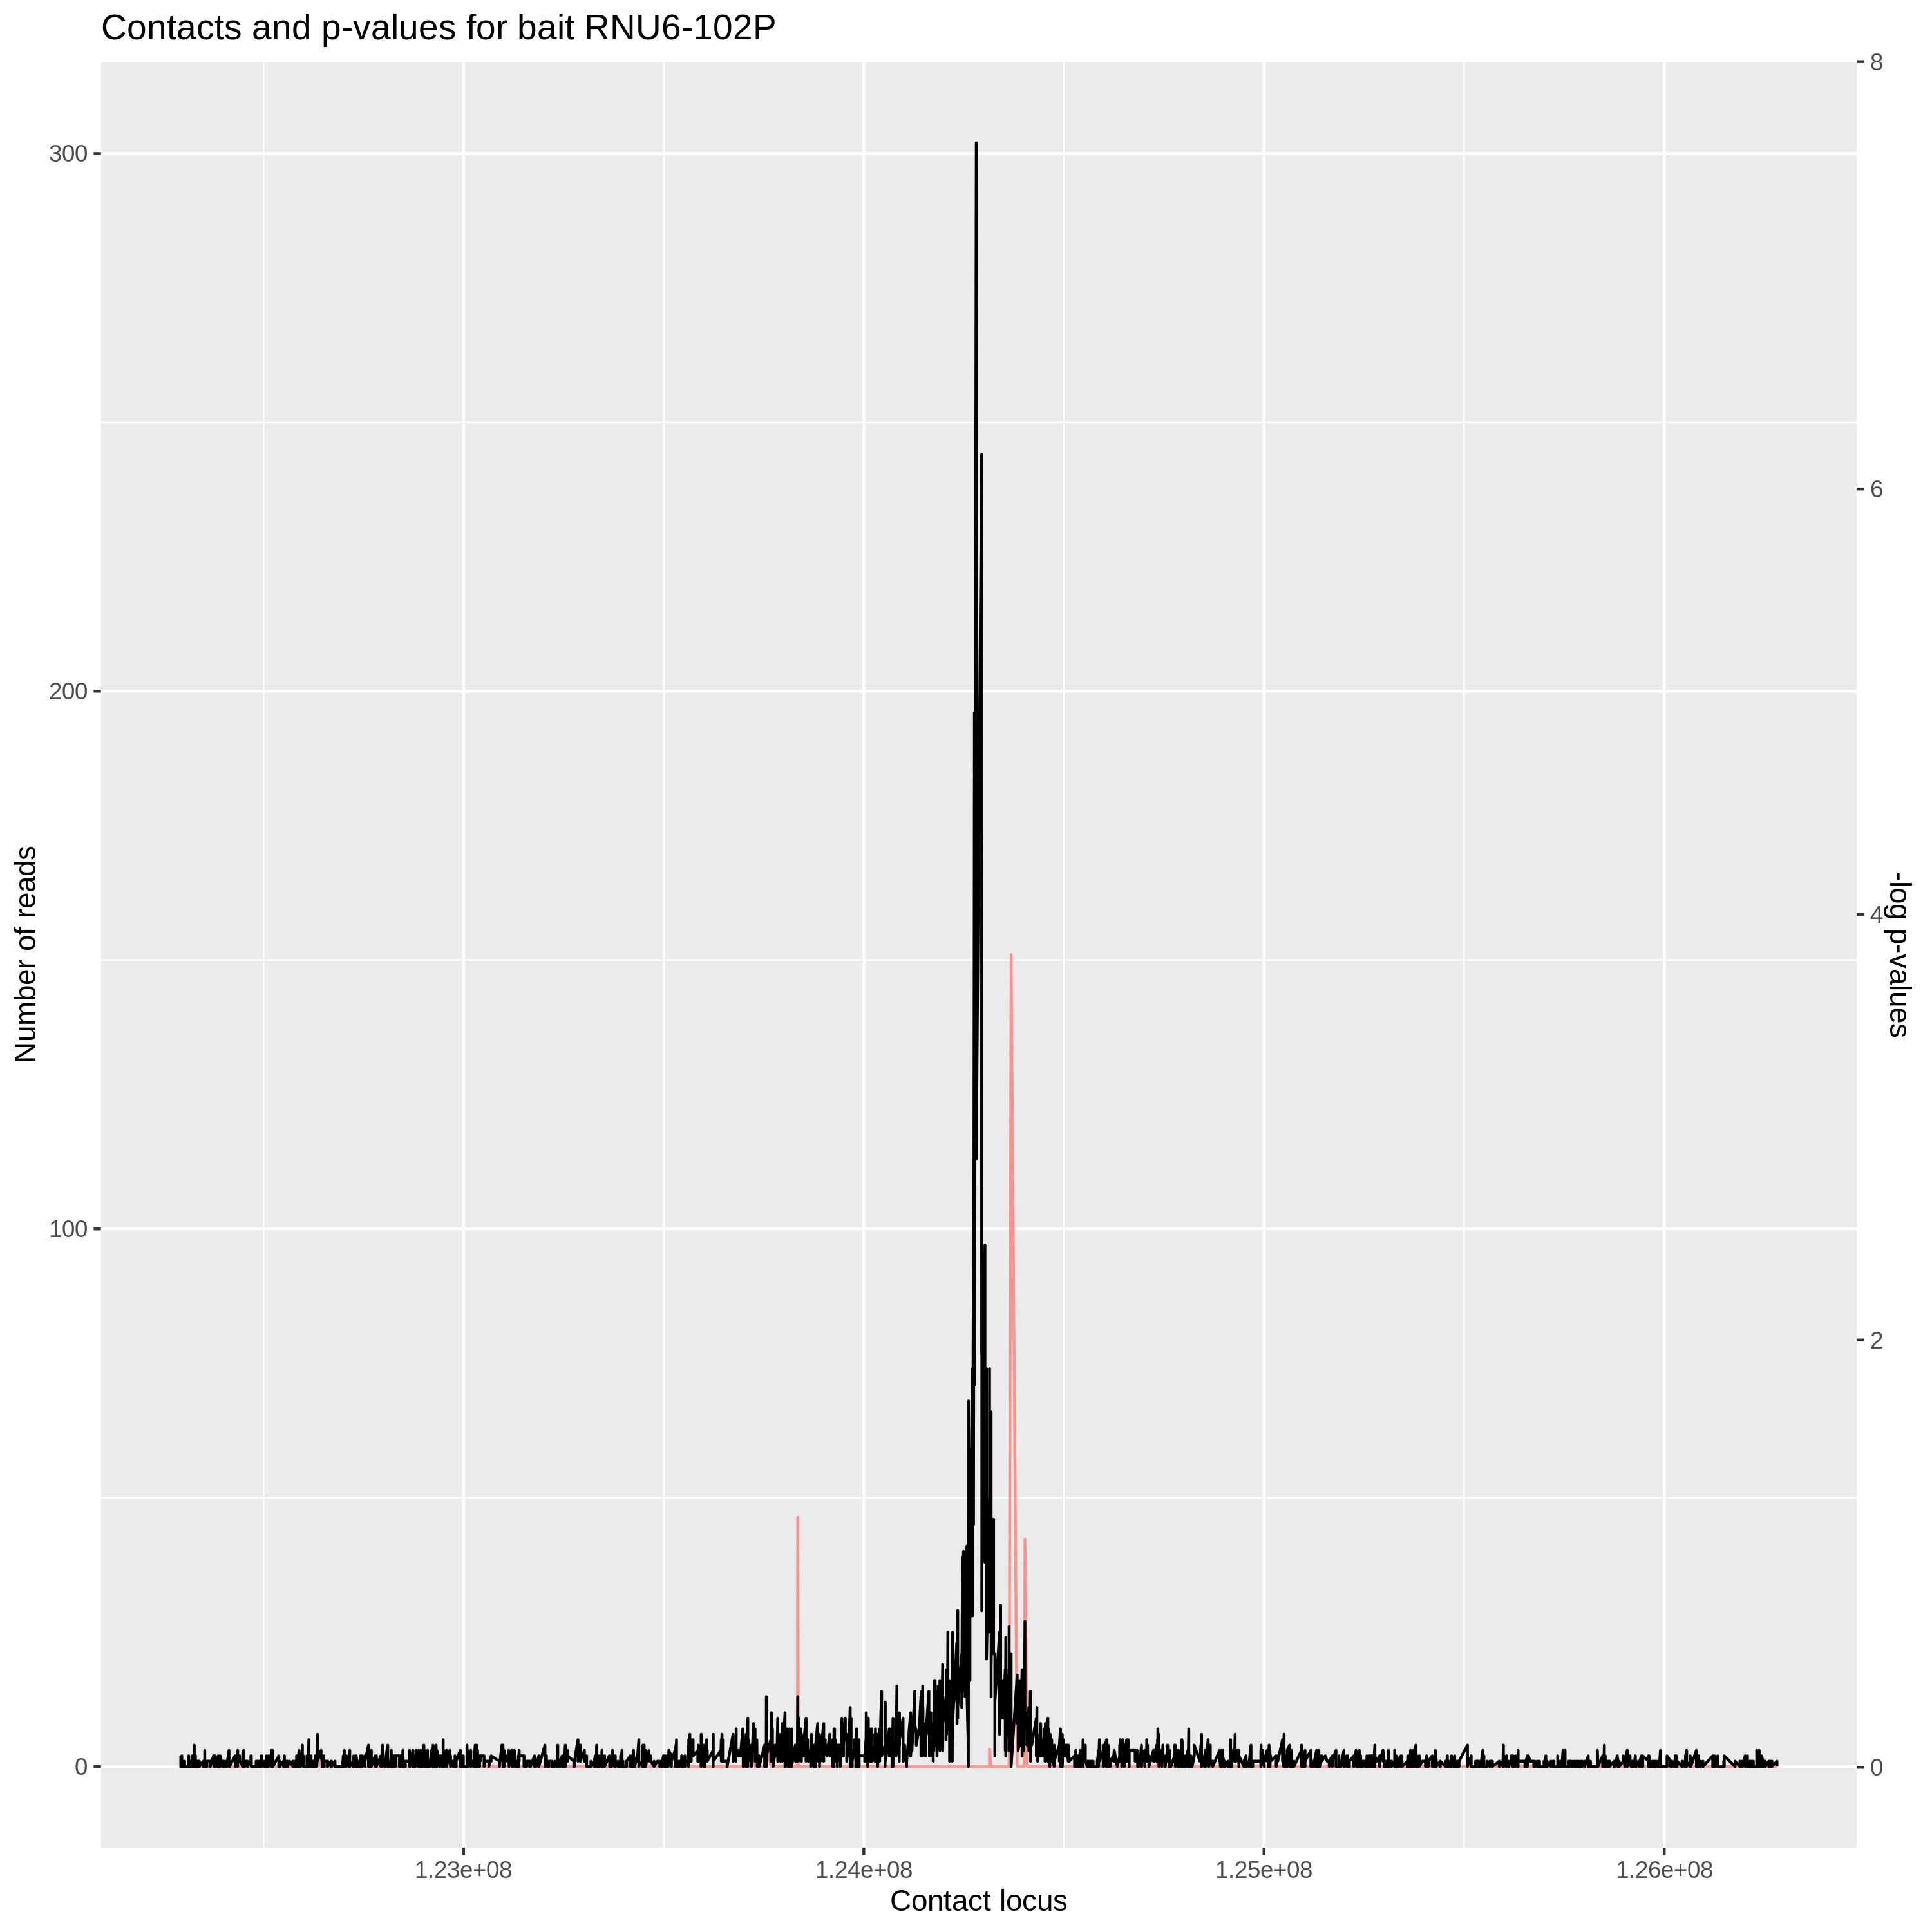 Contacts and p-values for bait RNU6-102P
Number of reads
300
200
100
0
8
6
4
2
0
-log p-values
1.23e+08
1.24e+08
1.25e+08
1.26e+08
Contact locus